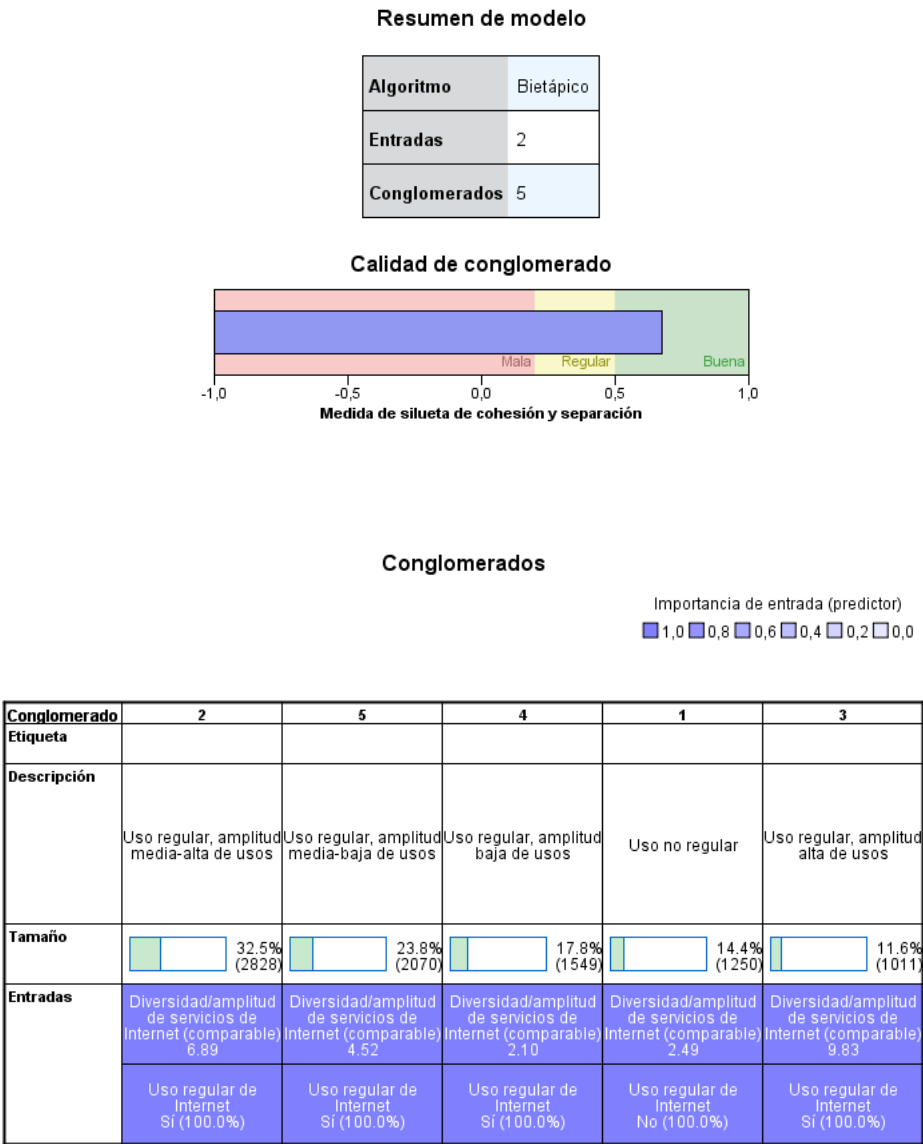 Resumen de modelo
Algoritmo Bietápico
Entradas 2
Conglomerados 5
Calidad de conglomerado
Mala Regular Buena
-1,0 -0,5 0,0 0,5 1,0
Medida de silueta de cohesión y separación
Conglomerados
Importancia de entrada (predictor)
1,0 0,8 0,6 0,4 0,2 0,0
Conglomerado 2 5 4 1 3
Etiqueta
Descripción
Uso regular, amplitud
media-alta de usos
Uso regular, amplitud
media-baja de usos
Uso regular, amplitud
baja de usos
Uso no regular
Uso regular, amplitud
alta de usos
Tamaño
32.5%
(2828)
23.8%
(2070)
17.8%
(1549)
14.4%
(1250)
11.6%
(1011)
Entradas
Diversidad/amplitud
de servicios de
Internet (comparable)
6.89
Diversidad/amplitud
de servicios de
Internet (comparable)
4.52
Diversidad/amplitud
de servicios de
Internet (comparable)
2.10
Diversidad/amplitud
de servicios de
Internet (comparable)
2.49
Diversidad/amplitud
de servicios de
Internet (comparable)
9.83
Uso regular de
Internet
Sí (100.0%)
Uso regular de
Internet
Sí (100.0%)
Uso regular de
Internet
Sí (100.0%)
Uso regular de
Internet
No (100.0%)
Uso regular de
Internet
Sí (100.0%)